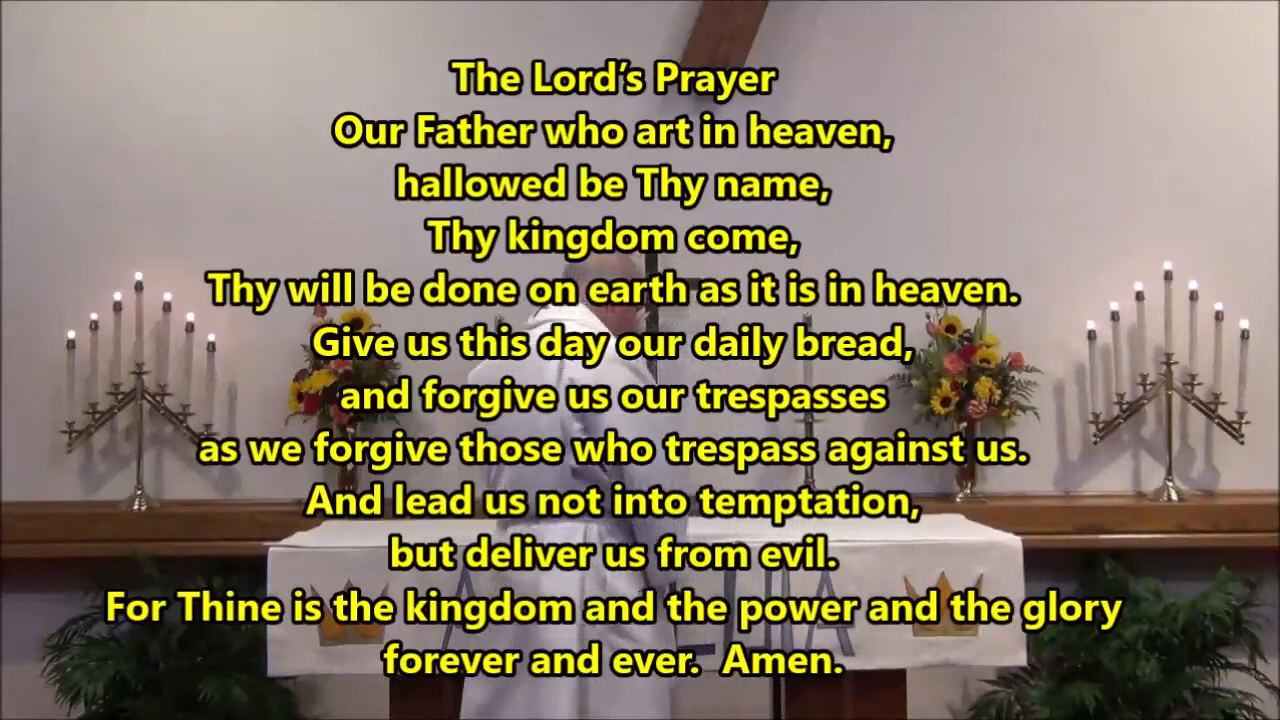 The Lord’s Prayer
Our Father who art in heaven,
hallowed be Thy name,
Thy kingdom come,
Thy will be done on earth as it is in heaven.
Give us this day our daily bread,
and forgive us our trespasses
as we forgive those who trespass against us.
And lead us not into temptation,
but deliver us from evil.
For Thine is the kingdom and the power and the glory
forever and ever.  Amen.